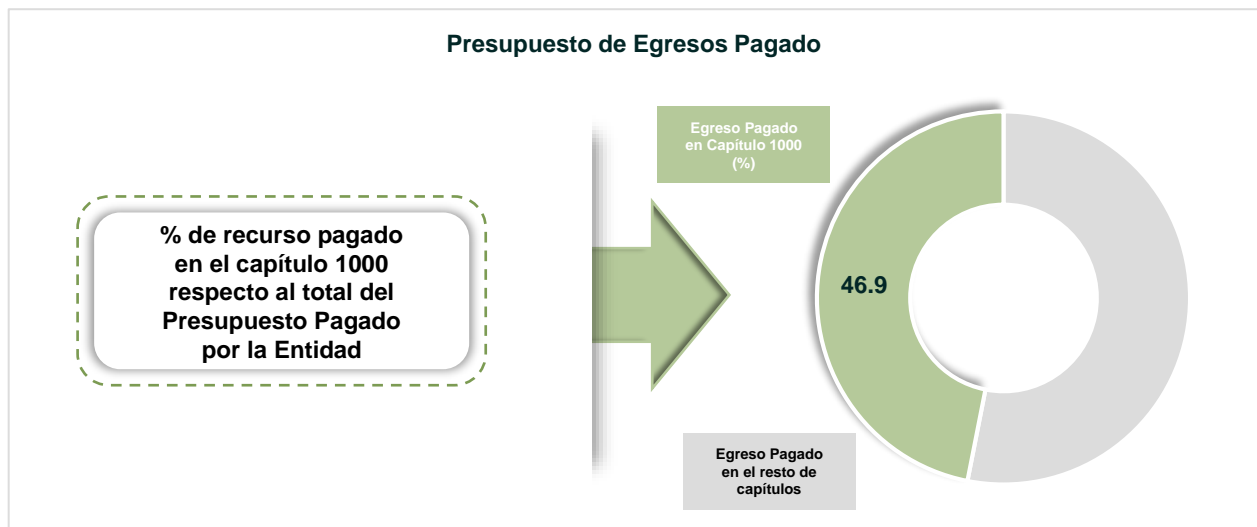 Presupuesto de Egresos Pagado
% de recurso pagado
en el capítulo 1000
respecto al total del
Presupuesto Pagado
por la Entidad
Egreso Pagado
en Capítulo 1000
(%)
46.9
Egreso Pagado
en el resto de
capítulos